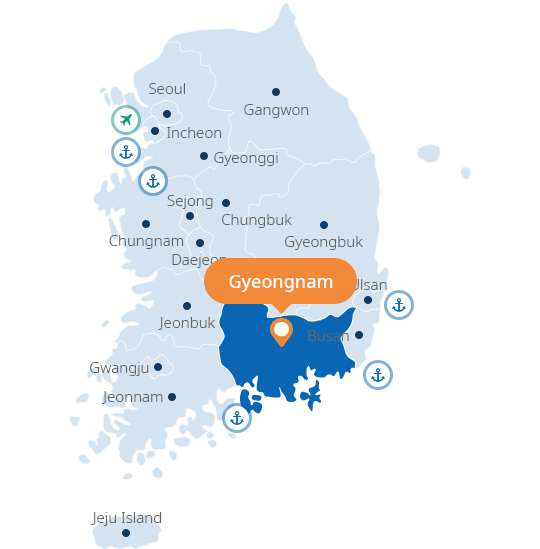 Seoul
Gangwon
Incheon
Gyeonggi
Sejong
Chungbuk
Chungnam
Gyeongbuk
Daejeon
Gyeongnam
Ulsan
Jeonbuk
Busan
Gwangju
Jeonnam
Jeju Island